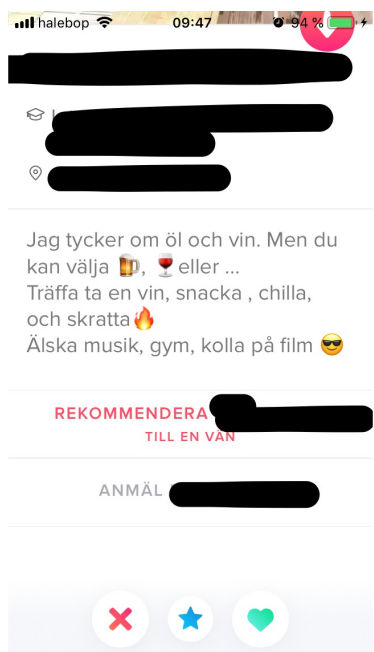 halebop 09:47 94 %
Jag tycker om öl och vin. Men du
kan välja 🍺, 🍷eller ...
Träffa ta en vin, snacka , chilla,
och skratta🔥
Älska musik, gym, kolla på film 😎
REKOMMENDERA
TILL EN VÄN
ANMÄL